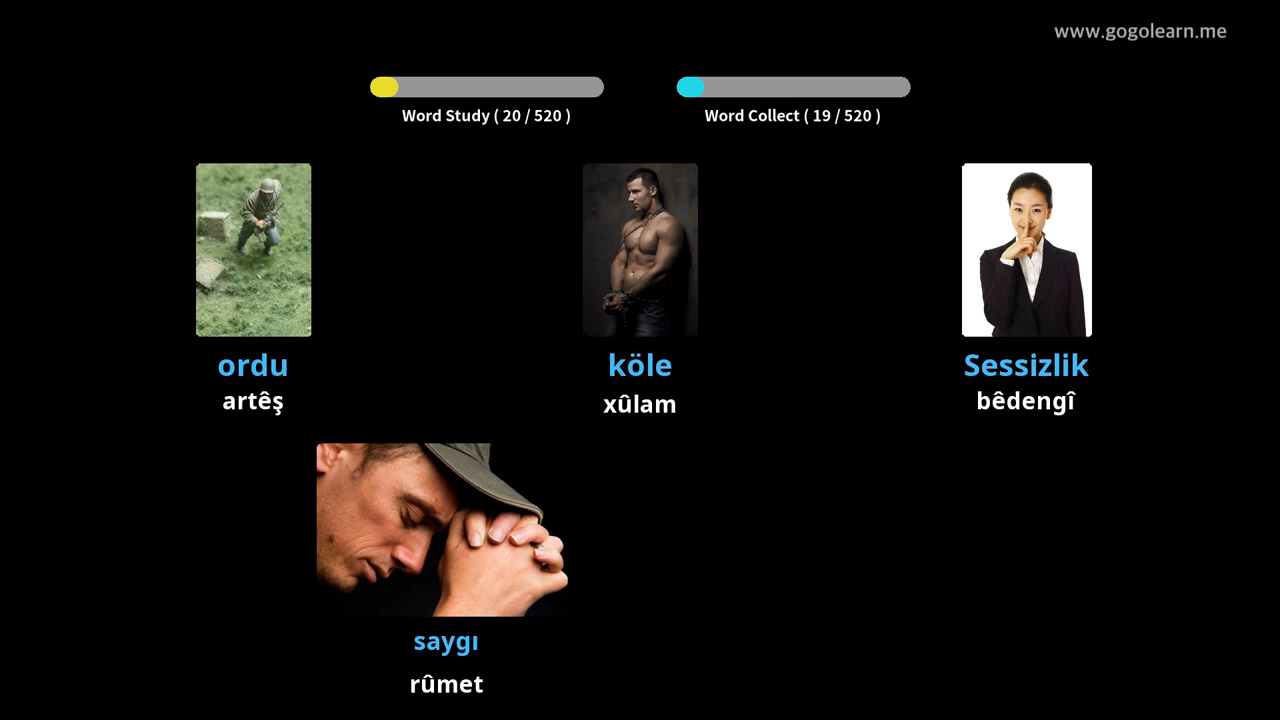 www.gogolearn.me
Word Study ( 20 / 520 )
Word Collect ( 19 / 520 )
ordu
artêş
köle
xûlam
Sessizlik
bêdengî
saygı
rûmet